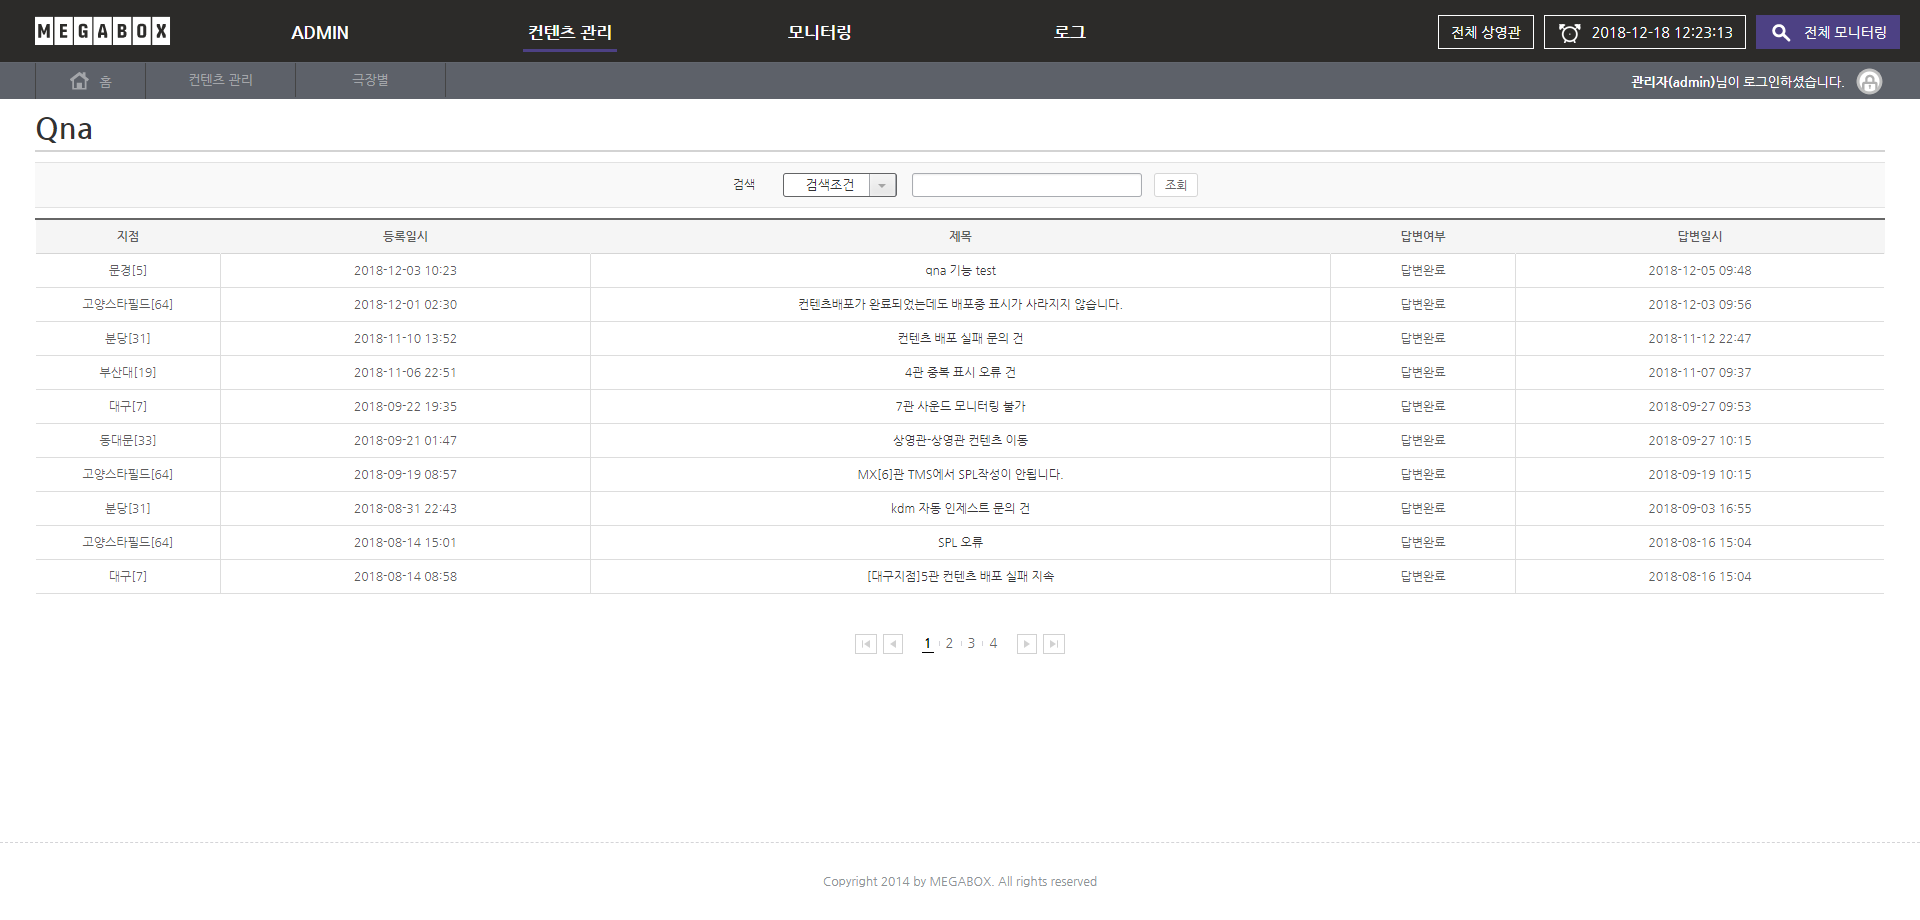 MEGABOX ADMIN 컨텐츠 관리 모니터링 로그 전체 상영관 2018-12-18 12:23:13 전체 모니터링
홈 컨텐츠 관리 극장별 관리자(admin)님이 로그인하셨습니다.
Qna
검색 검색조건 조회
지점 등록일시 제목 답변여부 답변일시
문경[5] 2018-12-03 10:23 qna 기능 test 답변완료 2018-12-05 09:48
고양스타필드[64] 2018-12-01 02:30 컨텐츠배포가 완료되었는데도 배포중 표시가 사라지지 않습니다. 답변완료 2018-12-03 09:56
분당[31] 2018-11-10 13:52 컨텐츠 배포 실패 문의 건 답변완료 2018-11-12 22:47
부산대[19] 2018-11-06 22:51 4관 중복 표시 오류 건 답변완료 2018-11-07 09:37
대구[7] 2018-09-22 19:35 7관 사운드 모니터링 불가 답변완료 2018-09-27 09:53
동대문[33] 2018-09-21 01:47 상영관-상영관 컨텐츠 이동 답변완료 2018-09-27 10:15
고양스타필드[64] 2018-09-19 08:57 MX[6]관 TMS에서 SPL작성이 안됩니다. 답변완료 2018-09-19 10:15
분당[31] 2018-08-31 22:43 kdm 자동 인제스트 문의 건 답변완료 2018-09-03 16:55
고양스타필드[64] 2018-08-14 15:01 SPL 오류 답변완료 2018-08-16 15:04
대구[7] 2018-08-14 08:58 [대구지점]5관 컨텐츠 배포 실패 지속 답변완료 2018-08-16 15:04
1 2 3 4
Copyright 2014 by MEGABOX. All rights reserved